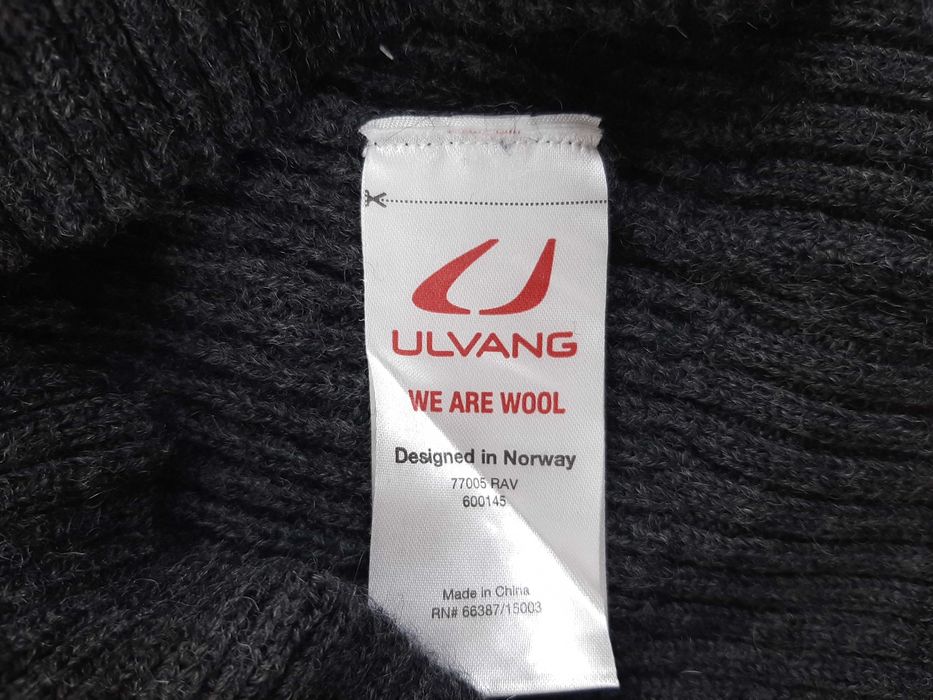 ULVANG
WE ARE WOOL
Designed in Norway
77005 RAV
600145
Made in China
RN# 66387/15003